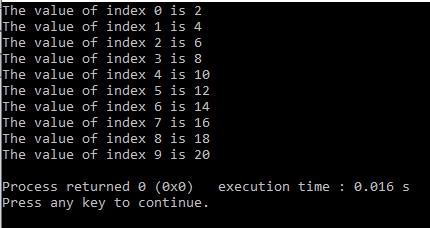 The value of index 0 is 2
The value of index 1 is 4
The value of index 2 is 6
The value of index 3 is 8
The value of index 4 is 10
The value of index 5 is 12
The value of index 6 is 14
The value of index 7 is 16
The value of index 8 is 18
The value of index 9 is 20
Process returned 0 (0x0)   execution time : 0.016 s
Press any key to continue.